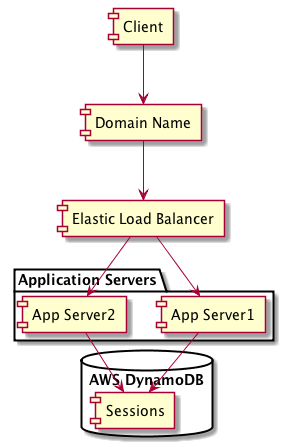 Client
Domain Name
Elastic Load Balancer
Application Servers
App Server2
App Server1
AWS DynamoDB
Sessions